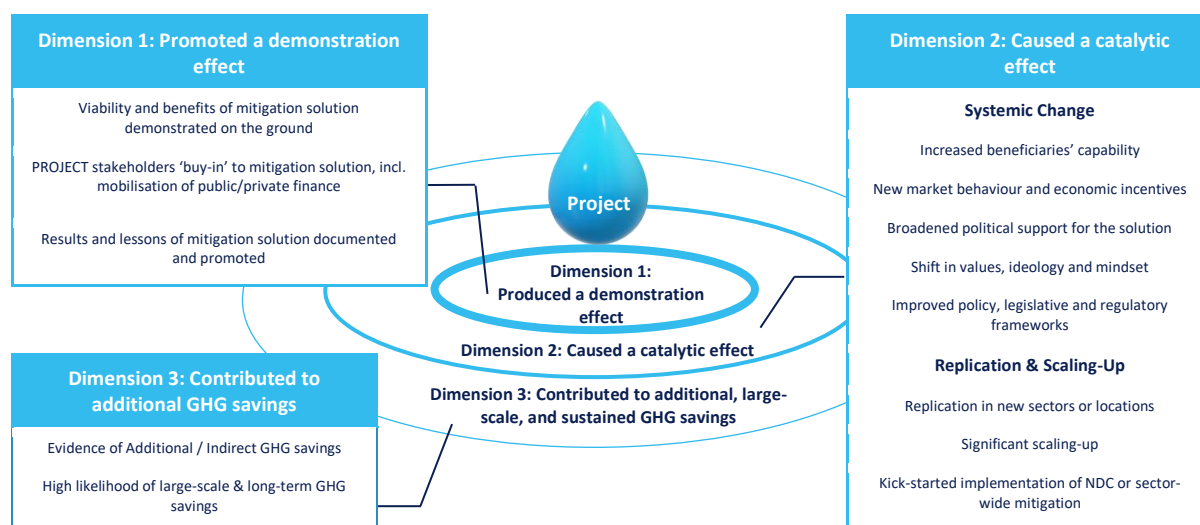 Dimension 1: Promoted a demonstration
effect
Viability and benefits of mitigation solution
demonstrated on the ground
PROJECT stakeholders ‘buy-in’ to mitigation solution, incl.
mobilisation of public/private finance
Results and lessons of mitigation solution documented
and promoted
Project
Dimension 1:
Produced a demonstration
effect
Dimension 2: Caused a catalytic effect
Dimension 3: Contributed to additional, large-
scale, and sustained GHG savings
Dimension 3: Contributed to
additional GHG savings
Evidence of Additional / Indirect GHG savings
High likelihood of large-scale & long-term GHG
savings
Dimension 2: Caused a catalytic
effect
Systemic Change
Increased beneficiaries’ capability
New market behaviour and economic incentives
Broadened political support for the solution
Shift in values, ideology and mindset
Improved policy, legislative and regulatory
frameworks
Replication & Scaling-Up
Replication in new sectors or locations
Significant scaling-up
Kick-started implementation of NDC or sector-
wide mitigation